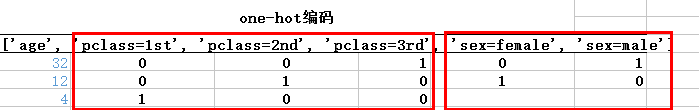 one-hot编码
['age', 'pclass=1st', 'pclass=2nd', 'pclass=3rd', 'sex=female', 'sex=male']
32 0 0 1 0 1
12 0 1 0 1 0
4 1 0 0